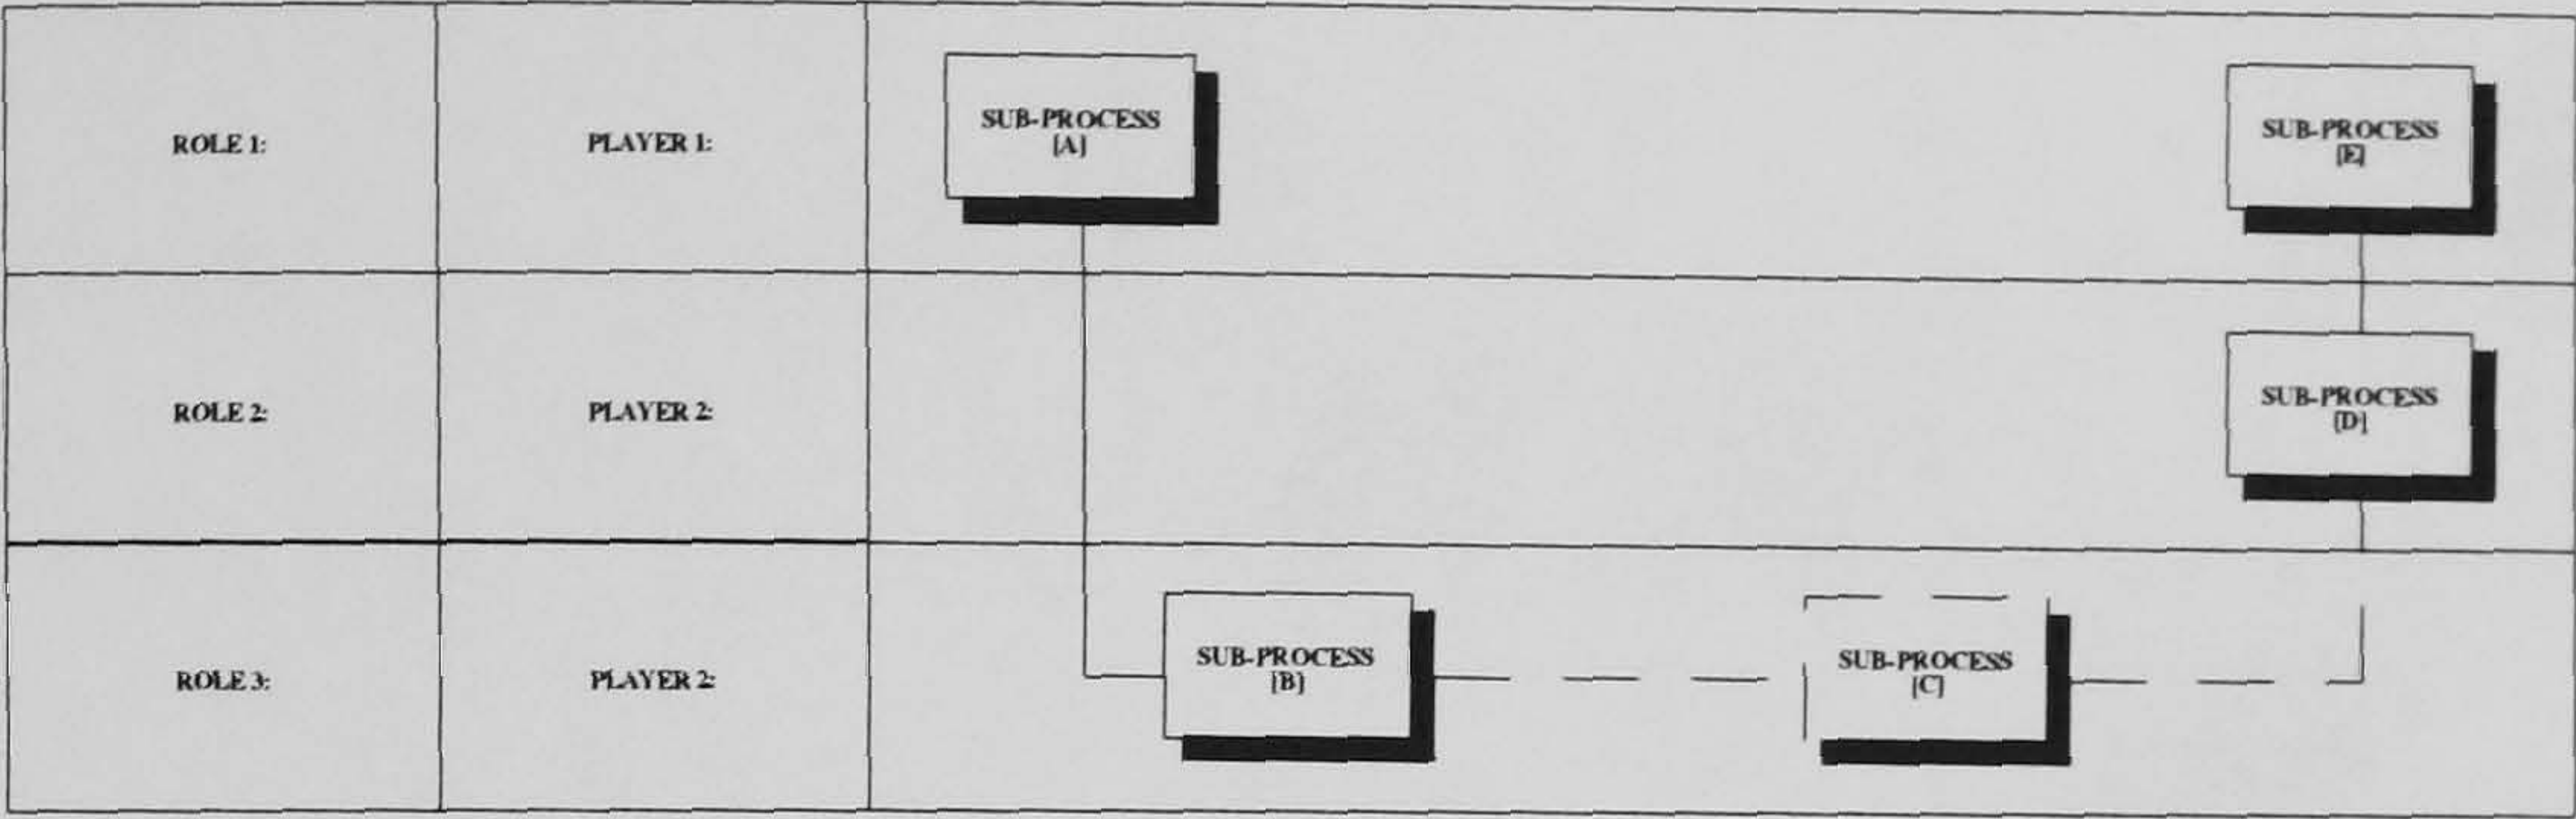 ROLE 1:
PLAYER 1:
SUB-PROCESS
[A]
SUB-PROCESS
[E]
ROLE 2:
PLAYER 2:
SUB-PROCESS
[D]
ROLE 3:
PLAYER 2:
SUB-PROCESS
[B]
SUB-PROCESS
[C]